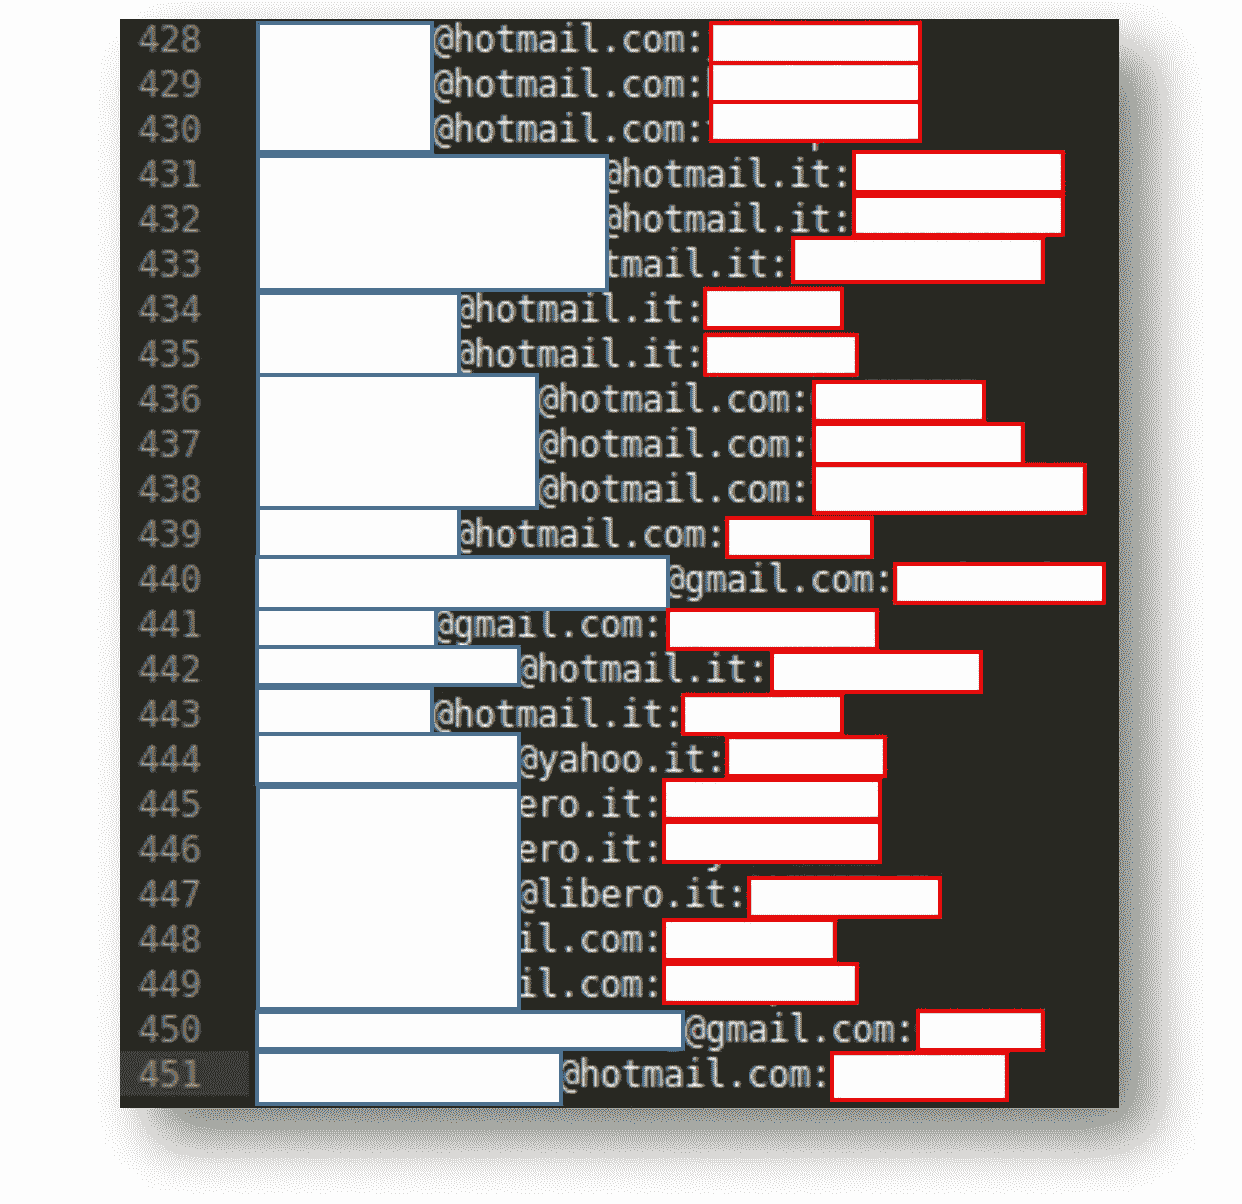 428 @hotmail.com:
429 @hotmail.com:
430 @hotmail.com:
431 @hotmail.it:
432 @hotmail.it:
433 tmail.it:
434 @hotmail.it:
435 @hotmail.it:
436 @hotmail.com:
437 @hotmail.com:
438 @hotmail.com:
439 @hotmail.com:
440 @gmail.com:
441 @gmail.com:
442 @hotmail.it:
443 @hotmail.it:
444 @yahoo.it:
445 ero.it:
446 ero.it:
447 @libero.it:
448 il.com:
449 il.com:
450 @gmail.com:
451 @hotmail.com: